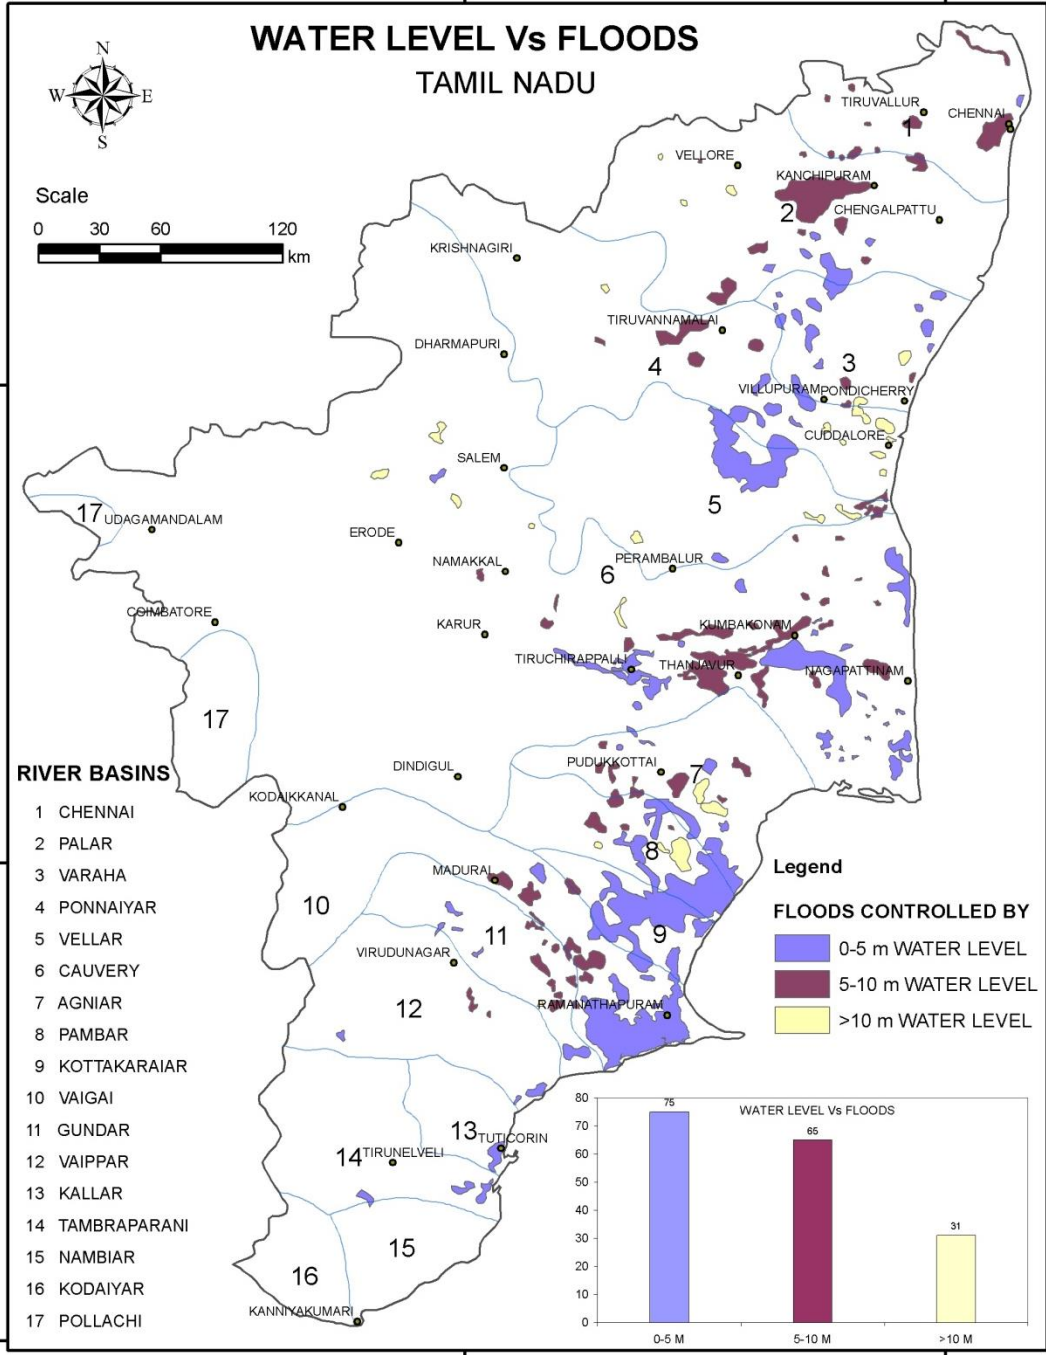 WATER LEVEL Vs FLOODS
TAMIL NADU
N
W E
S
Scale
0 30 60 120
km
TIRUVALLUR
CHENNAI
1
VELLORE
KANCHIPURAM
2
CHENGALPATTU
KRISHNAGIRI
TIRUVANNAMALAI
DHARMAPURI
4
3
VILLUPURAM
PONDICHERRY
CUDDALORE
SALEM
5
17
UDAGAMANDALAM
ERODE
NAMAKKAL
PERAMBALUR
6
COIMBATORE
KARUR
KUMBAKONAM
TIRUCHIRAPPALLI
THANJAVUR
NAGAPATTINAM
17
DINDIGUL
PUDUKKOTTAI
7
KODAIKKANAL
8
MADURAI
10
11
9
VIRUDUNAGAR
12
RAMANATHAPURAM
13
TUTICORIN
14
TIRUNELVELI
15
16
KANNIYAKUMARI
RIVER BASINS
1 CHENNAI
2 PALAR
3 VARAHA
4 PONNAIYAR
5 VELLAR
6 CAUVERY
7 AGNIAR
8 PAMBAR
9 KOTTAKARAIAR
10 VAIGAI
11 GUNDAR
12 VAIPPAR
13 KALLAR
14 TAMBRAPARANI
15 NAMBIAR
16 KODAIYAR
17 POLLACHI
Legend
FLOODS CONTROLLED BY
0-5 m WATER LEVEL
5-10 m WATER LEVEL
>10 m WATER LEVEL
WATER LEVEL Vs FLOODS
80
70
60
50
40
30
20
10
0
75
65
31
0-5 M 5-10 M >10 M